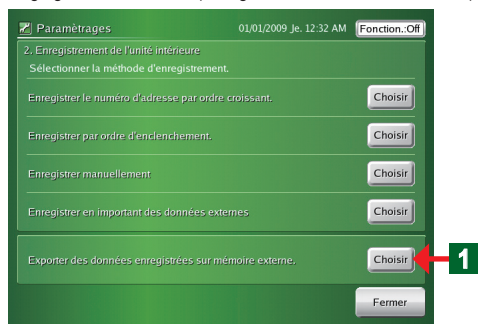 Paramètrages 01/01/2009 Je. 12:32 AM Fonction.:Off
2. Enregistrement de l'unité intérieure
Sélectionner la méthode d'enregistrement.
Enregistrer le numéro d'adresse par ordre croissant. Choisir
Enregistrer par ordre d'enclenchement. Choisir
Enregistrer manuellement Choisir
Enregistrer en important des données externes Choisir
Exporter des données enregistrées sur mémoire externe. Choisir 1
Fermer